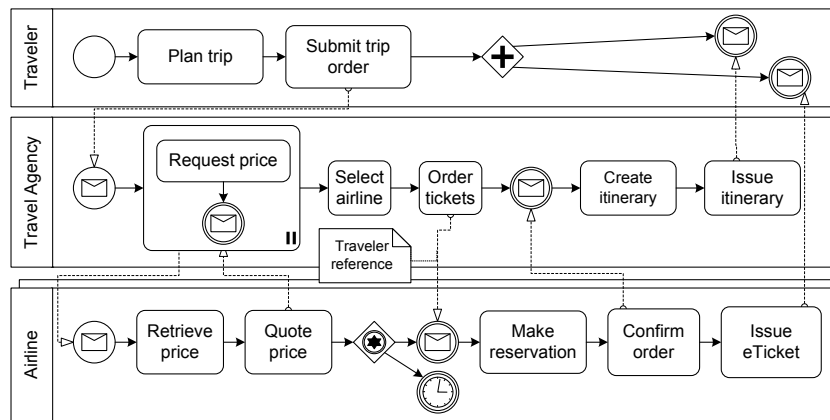 Traveler
Plan trip
Submit trip
order
Travel Agency
Request price
Select
airline
Order
tickets
Create
itinerary
Issue
itinerary
Traveler
reference
Airline
Retrieve
price
Quote
price
Make
reservation
Confirm
order
Issue
eTicket